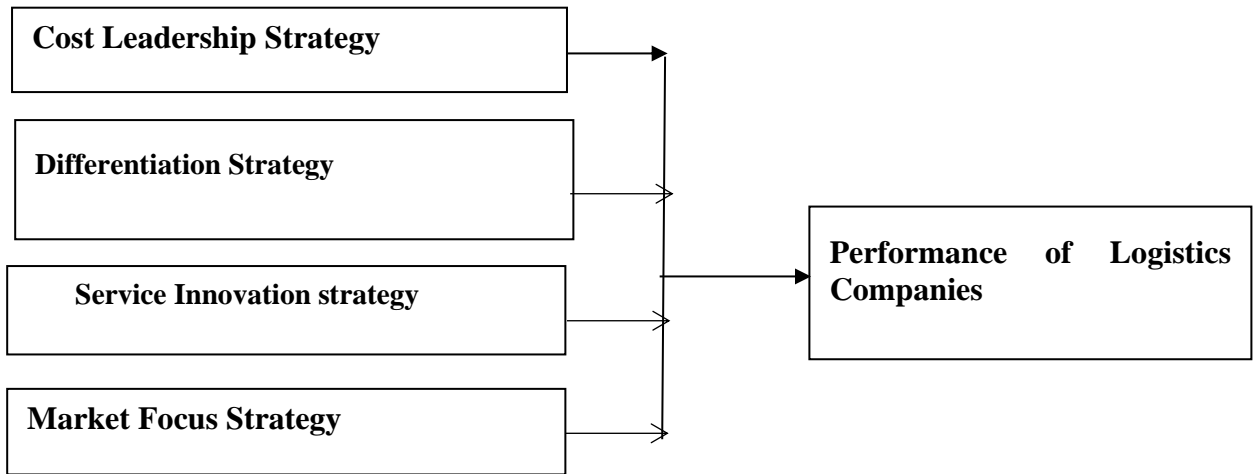 Cost Leadership Strategy
Differentiation Strategy
Service Innovation strategy
Market Focus Strategy
Performance of Logistics
Companies